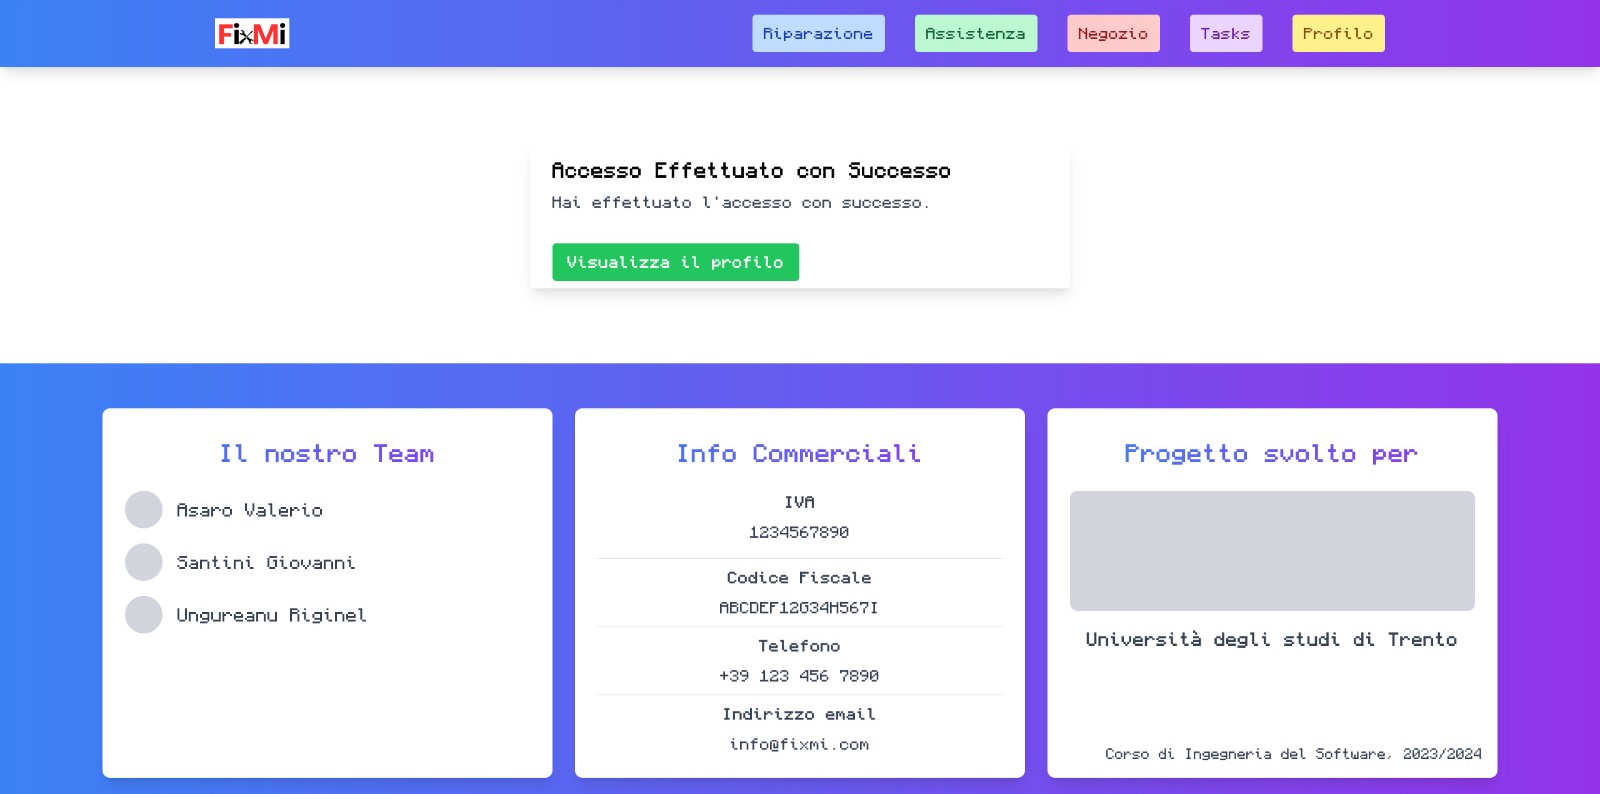 FixMi
Riparazione
Assistenza
Negozio
Tasks
Profilo
Accesso Effettuato con Successo
Hai effettuato l'accesso con successo.
Visualizza il profilo
Il nostro Team
Asaro Valerio
Santini Giovanni
Ungureanu Riginel
Info Commerciali
IVA
1234567890
Codice Fiscale
ABCDEF12G34H567I
Telefono
+39 123 456 7890
Indirizzo email
info@fixmi.com
Progetto svolto per
Università degli studi di Trento
Corso di Ingegneria del Software, 2023/2024